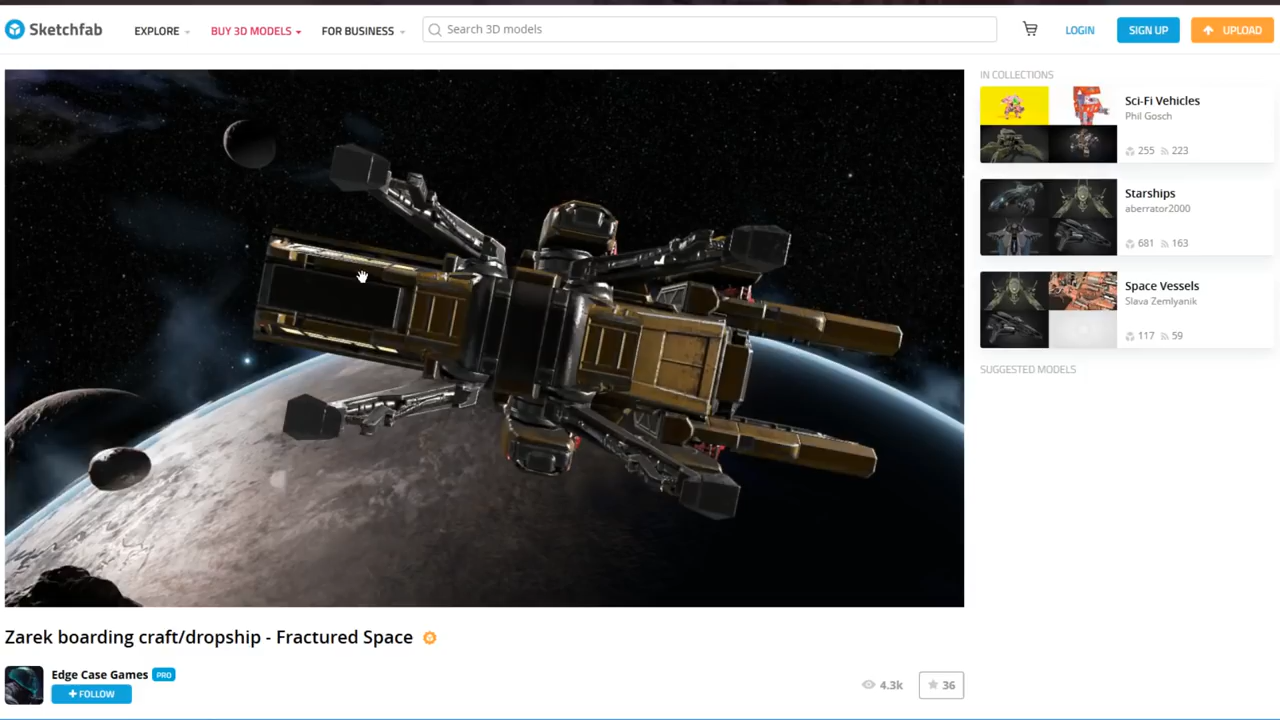 Sketchfab
EXPLORE BUY 3D MODELS FOR BUSINESS Search 3D models LOGIN SIGN UP UPLOAD
IN COLLECTIONS
Sci-Fi Vehicles
Phil Gosch
255 223
Starships
aberrator2000
681 163
Space Vessels
Slava Zemlyanik
117 59
SUGGESTED MODELS
Zarek boarding craft/dropship - Fractured Space
Edge Case Games PRO
+ FOLLOW
4.3k 36